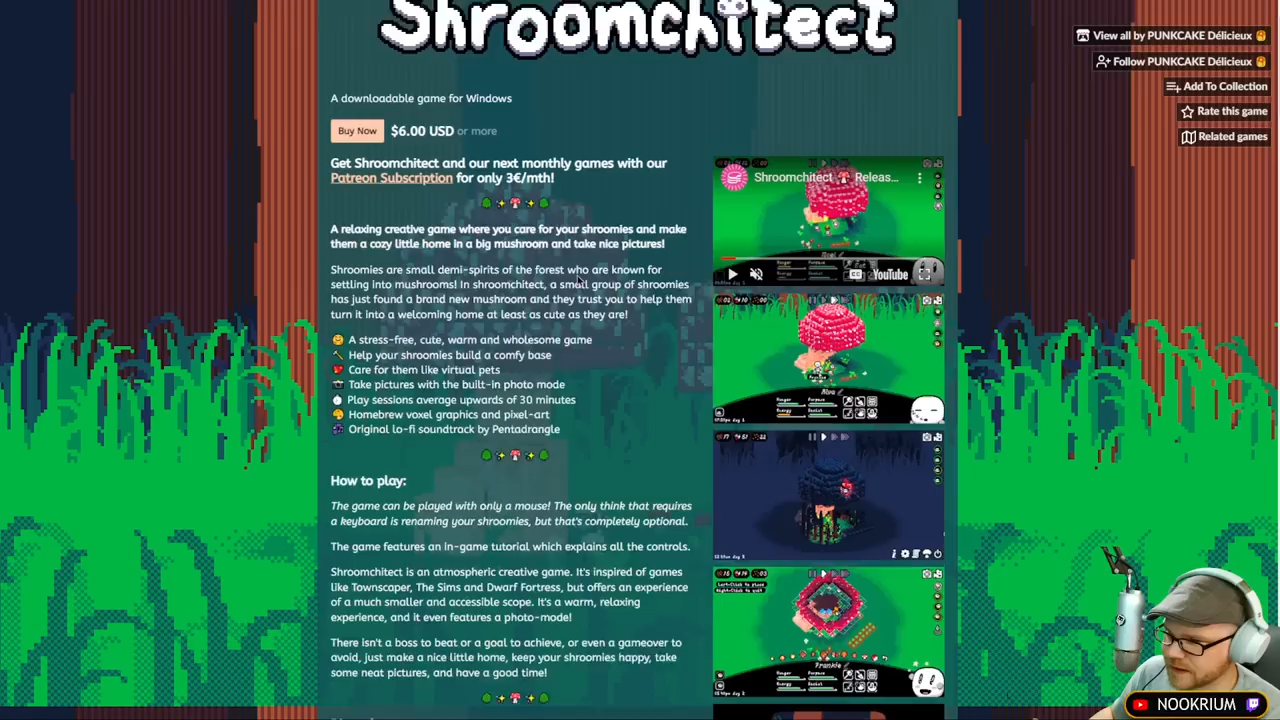 Shroomchitect
View all by PUNKCAKE Délicieux
Follow PUNKCAKE Délicieux
Add To Collection
Rate this game
Related games
A downloadable game for Windows
Buy Now $6.00 USD or more
Get Shroomchitect and our next monthly games with our
Patreon Subscription for only 3€/mth!
A relaxing creative game where you care for your shroomies and make
them a cozy little home in a big mushroom and take nice pictures!
Shroomies are small demi-spirits of the forest who are known for
settling into mushrooms! In shroomchitect, a small group of shroomies
has just found a brand new mushroom and they trust you to help them
turn it into a welcoming home at least as cute as they are!
A stress-free, cute, warm and wholesome game
Help your shroomies build a comfy base
Care for them like virtual pets
Take pictures with the built-in photo mode
Play sessions average upwards of 30 minutes
Homebrew voxel graphics and pixel-art
Original lo-fi soundtrack by Pentadrangle
How to play:
The game can be played with only a mouse! The only think that requires
a keyboard is renaming your shroomies, but that's completely optional.
The game features an in-game tutorial which explains all the controls.
Shroomchitect is an atmospheric creative game. It's inspired of games
like Townscaper, The Sims and Dwarf Fortress, but offers an experience
of a much smaller and accessible scope. It's a warm, relaxing
experience, and it even features a photo-mode!
There isn't a boss to beat or a goal to achieve, or even a gameover to
avoid, just make a nice little home, keep your shroomies happy, take
some neat pictures, and have a good time!
Shroomchitect Releas...
CC YouTube
Left-Click to place
Right-Click to quit
Frankie
NOOKRIUM